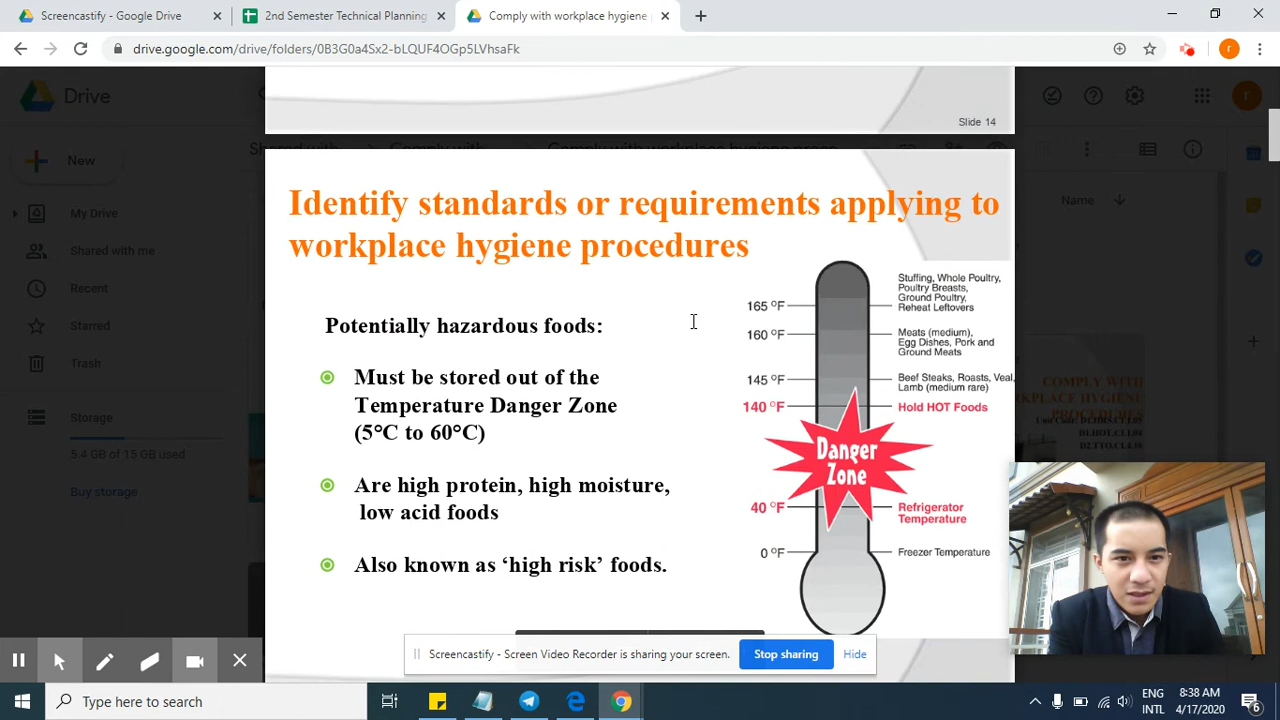 Screencastify - Google Drive
2nd Semester Technical Planning
Comply with workplace hygiene
drive.google.com/drive/folders/0B3G0a4Sx2-bLQUF4OGp5LVhsaFk
Drive
New
My Drive
Shared with me
Recent
Starred
Trash
Storage
5.4 GB of 15 GB used
Buy storage
Name
Slide 14
Identify standards or requirements applying to
workplace hygiene procedures
Potentially hazardous foods:
Must be stored out of the
Temperature Danger Zone
(5°C to 60°C)
Are high protein, high moisture,
low acid foods
Also known as ‘high risk’ foods.
165 °F
Stuffing, Whole Poultry,
Poultry Breasts,
Ground Poultry,
Reheat Leftovers
160 °F
Meats (medium),
Egg Dishes, Pork and
Ground Meats
145 °F
Beef Steaks, Roasts, Veal,
Lamb (medium rare)
140 °F
Hold HOT Foods
Danger
Zone
40 °F
Refrigerator
Temperature
0 °F
Freezer Temperature
COMPLY WITH
PROCEDURES
Screencastify - Screen Video Recorder is sharing your screen.
Stop sharing
Hide
Type here to search
ENG
INTL
8:38 AM
4/17/2020
6